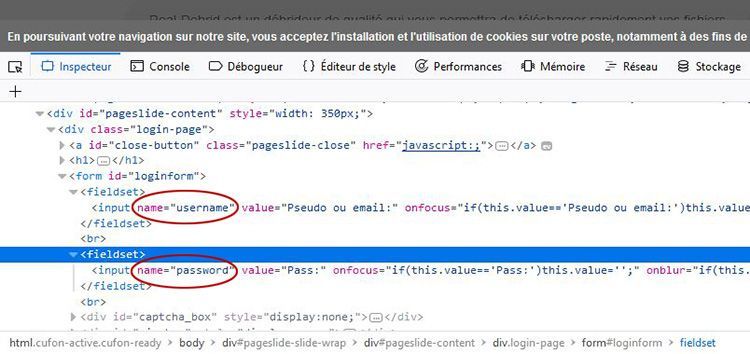 Real-Debrid est un débrideur de qualité qui vous permettra de télécharger rapidement vos fichiers
En poursuivant votre navigation sur notre site, vous acceptez l'installation et l'utilisation de cookies sur votre poste, notamment à des fins de
Inspecteur Console Débogueur {} Éditeur de style Performances Mémoire Réseau Stockage
+
<div id="pageslide-content" style="width: 350px;">
<div class="login-page">
<a id="close-button" class="pageslide-close" href="javascript:;">…</a> ev
<h1>…</h1>
<form id="loginform">
<fieldset>
<input name="username" value="Pseudo ou email:" onfocus="if(this.value=='Pseudo ou email:')this.value
</fieldset>
<br>
<fieldset>
<input name="password" value="Pass:" onfocus="if(this.value=='Pass:')this.value='';" onblur="if(this.
</fieldset>
<br>
<div id="captcha_box" style="display:none;">…</div>
html.cufon-active.cufon-ready > body > div#pageslide-slide-wrap > div#pageslide-content > div.login-page > form#loginform > fieldset